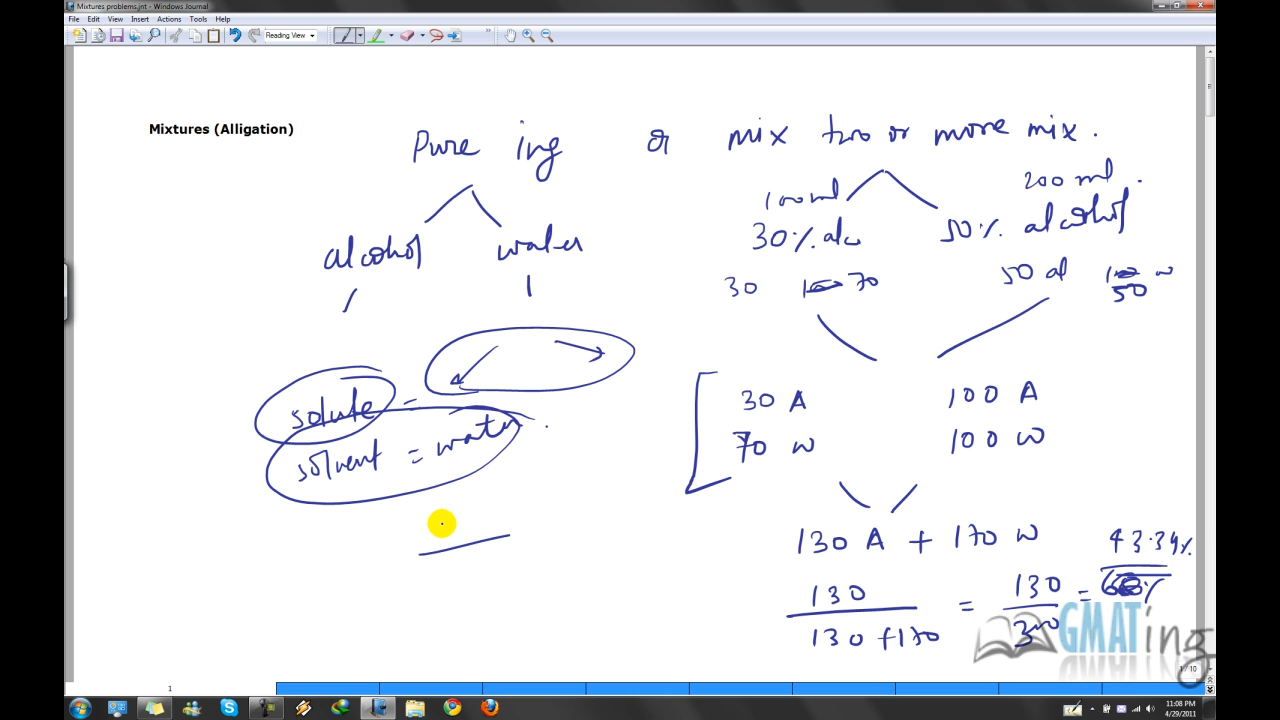 Mixtures problems.jnt - Windows Journal
File Edit View Insert Actions Tools Help
Reading View
Mixtures (Alligation)
Pure ing or mix two or more mix.
100 ml 200 ml.
30% alc 50% alcohol
alcohol water
30 70 50 al 50 w
solute =
solvent = water.
30 A 100 A
70 w 100 w
130 A + 170 w
43.34%
130 / 130 + 170 = 130 / 300 =
GMATing
1 / 10
1
11:08 PM
4/29/2011